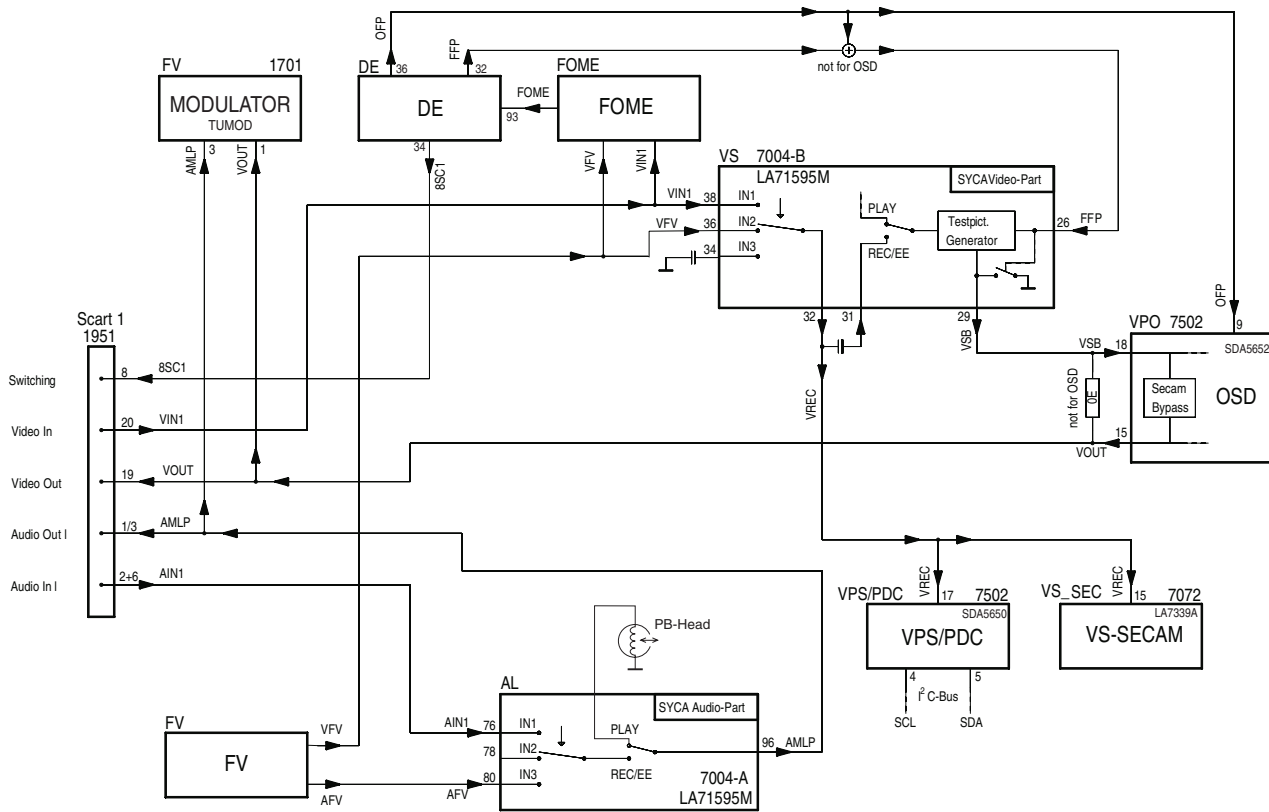 OFP
FFP
not for OSD
FV 1701
MODULATOR
TUMOD
AMLP
3
VOUT
1
DE
36
32
DE
34
8SC1
FOME
93
FOME
FOME
VFV
VIN1
VS 7004-B
LA71595M
SYCAVideo-Part
VIN1
38
IN1
VFV
36
IN2
34
IN3
PLAY
REC/EE
Testpict.
Generator
26
FFP
32
31
29
VSB
VREC
OFP
9
VPO 7502
SDA5652
VSB
18
Secam
Bypass
OSD
not for OSD
0E
15
VOUT
Scart 1
1951
Switching
8
8SC1
Video In
20
VIN1
Video Out
19
VOUT
Audio Out I
1/3
AMLP
Audio In I
2+6
AIN1
VREC
VPS/PDC
17
7502
SDA5650
VPS/PDC
4
5
I² C-Bus
SCL
SDA
VREC
VS_SEC
15
7072
LA7339A
VS-SECAM
PB-Head
FV
FV
VFV
AFV
AL
SYCA Audio-Part
AIN1
76
IN1
78
IN2
AFV
80
IN3
PLAY
REC/EE
96
AMLP
7004-A
LA71595M